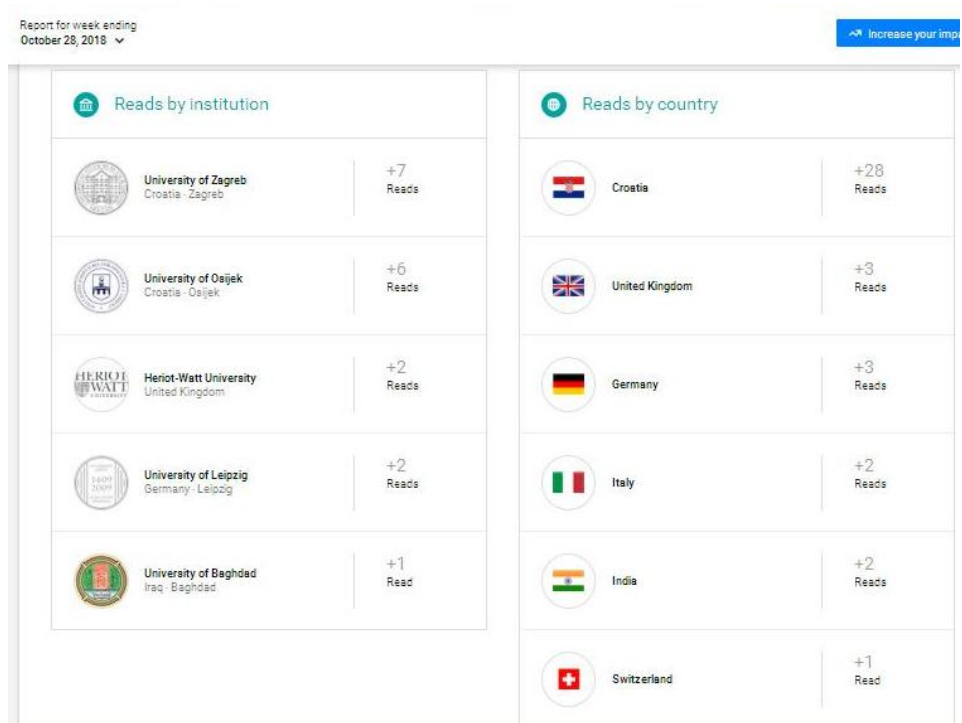 Report for week ending
October 28, 2018
Increase your impa
Reads by institution
University of Zagreb
Croatia · Zagreb
+7
Reads
University of Osijek
Croatia · Osijek
+6
Reads
HERIOT
WATT
UNIVERSITY
Heriot-Watt University
United Kingdom
+2
Reads
1409
2009
University of Leipzig
Germany · Leipzig
+2
Reads
University of Baghdad
Iraq · Baghdad
+1
Read
Reads by country
Croatia
+28
Reads
United Kingdom
+3
Reads
Germany
+3
Reads
Italy
+2
Reads
India
+2
Reads
Switzerland
+1
Read